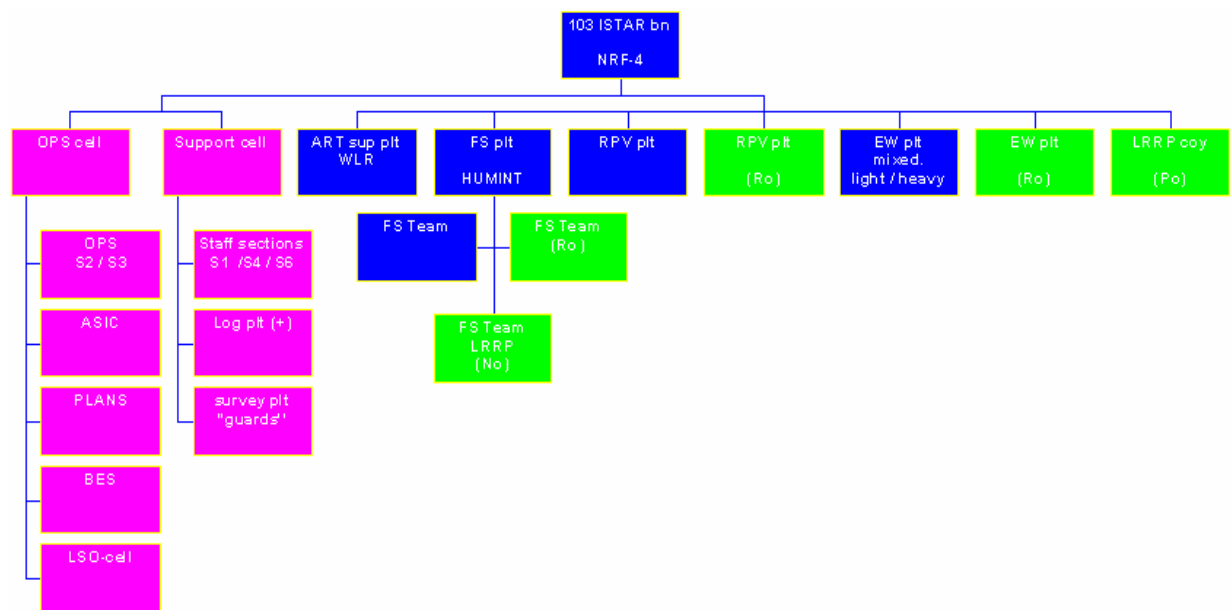 103 ISTAR bn
NRF-4
OPS cell
Support cell
ART sup plt
WLR
FS plt
HUMINT
RPV plt
RPV plt
(Ro)
EW plt
mixed.
light / heavy
EW plt
(Ro)
LRRP coy
(Po)
FS Team
FS Team
(Ro)
FS Team
LRRP
(No)
OPS
S2 / S3
Staff sections
S1 /S4 / S6
ASIC
Log plt (+)
PLANS
survey plt
"guards''
BES
LSO-cell